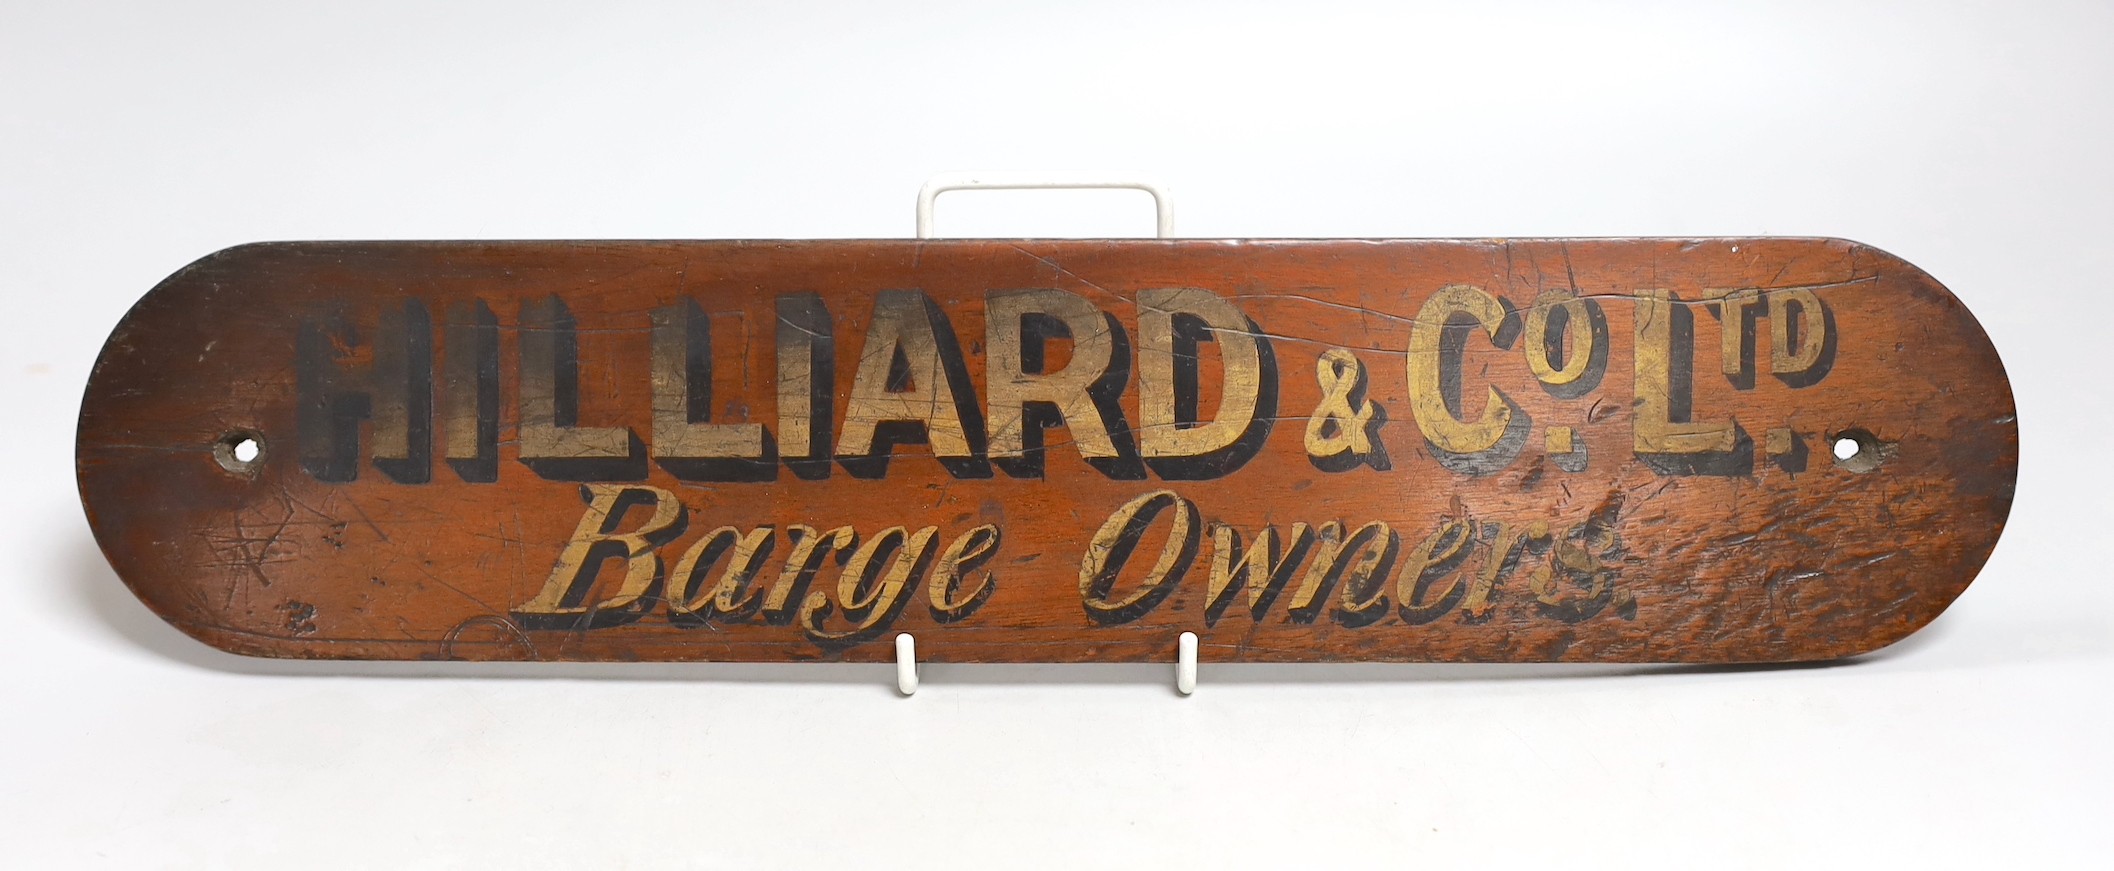 HILLIARD & Co. LTD.
Barge Owners.